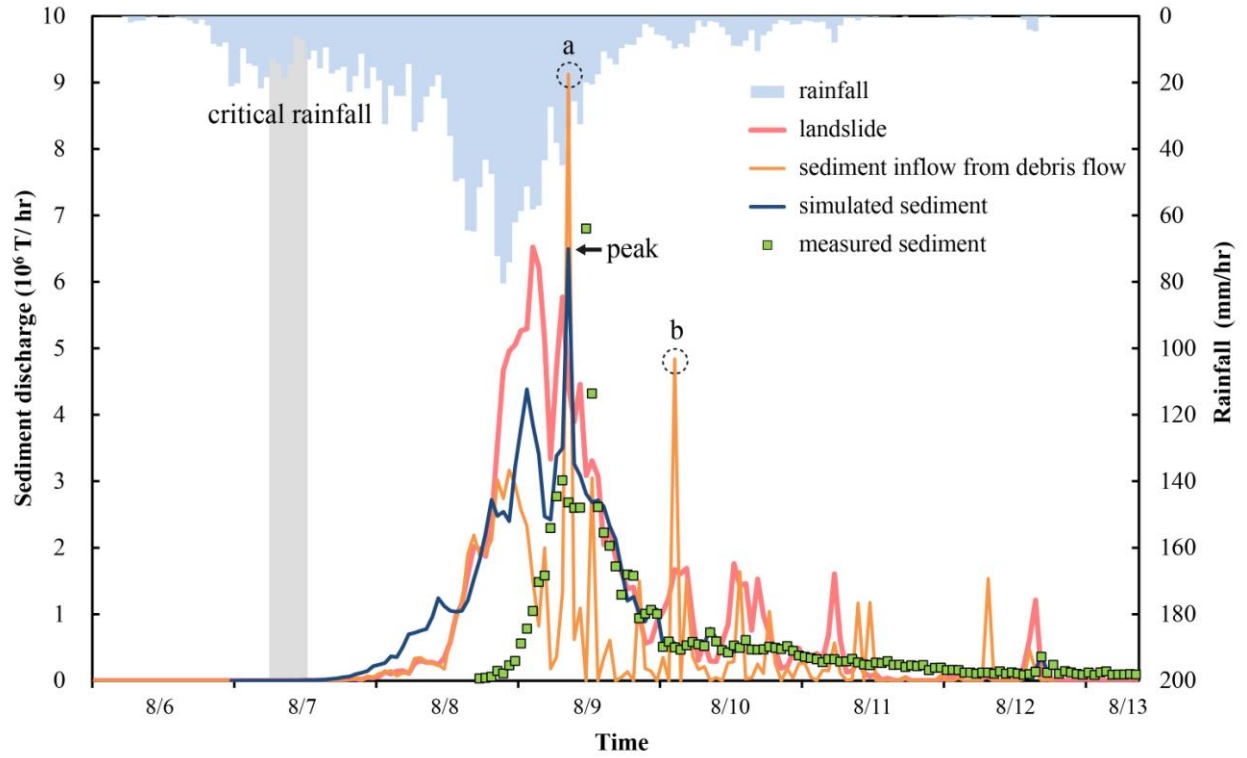 10
9
8
7
6
5
4
3
2
1
0
Sediment discharge (10⁶ T/ hr)
0
20
40
60
80
100
120
140
160
180
200
Rainfall (mm/hr)
critical rainfall
a
rainfall
landslide
sediment inflow from debris flow
simulated sediment
measured sediment
peak
b
8/6 8/7 8/8 8/9 8/10 8/11 8/12 8/13
Time